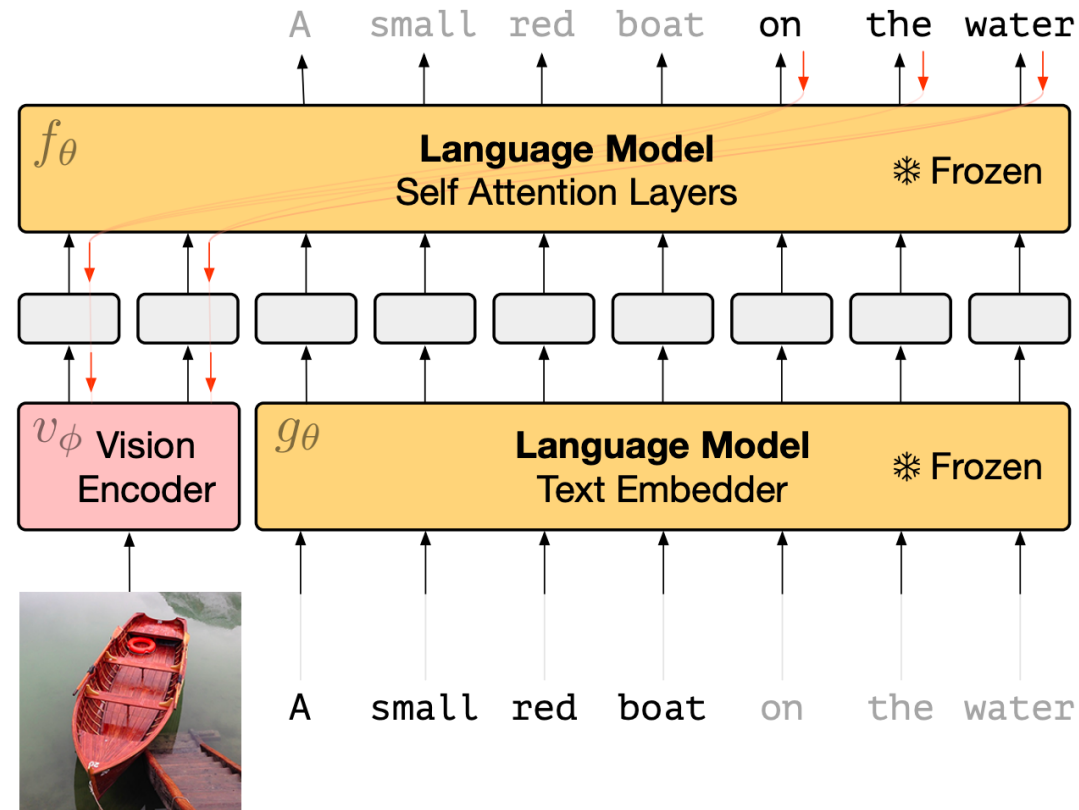 A small red boat on the water
fθ
Language Model
Self Attention Layers
❄ Frozen
vϕ
Vision
Encoder
gθ
Language Model
Text Embedder
❄ Frozen
A small red boat on the water